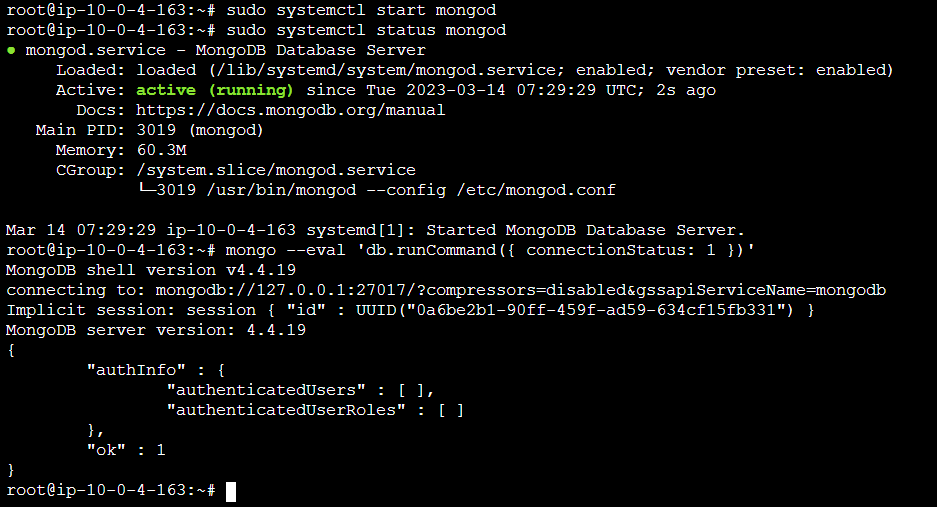 root@ip-10-0-4-163:~# sudo systemctl start mongod
root@ip-10-0-4-163:~# sudo systemctl status mongod
● mongod.service - MongoDB Database Server
     Loaded: loaded (/lib/systemd/system/mongod.service; enabled; vendor preset: enabled)
     Active: active (running) since Tue 2023-03-14 07:29:29 UTC; 2s ago
       Docs: https://docs.mongodb.org/manual
   Main PID: 3019 (mongod)
     Memory: 60.3M
     CGroup: /system.slice/mongod.service
             └─3019 /usr/bin/mongod --config /etc/mongod.conf

Mar 14 07:29:29 ip-10-0-4-163 systemd[1]: Started MongoDB Database Server.
root@ip-10-0-4-163:~# mongo --eval 'db.runCommand({ connectionStatus: 1 })'
MongoDB shell version v4.4.19
connecting to: mongodb://127.0.0.1:27017/?compressors=disabled&gssapiServiceName=mongodb
Implicit session: session { "id" : UUID("0a6be2b1-90ff-459f-ad59-634cf15fb331") }
MongoDB server version: 4.4.19
{
        "authInfo" : {
                "authenticatedUsers" : [ ],
                "authenticatedUserRoles" : [ ]
        },
        "ok" : 1
}
root@ip-10-0-4-163:~#